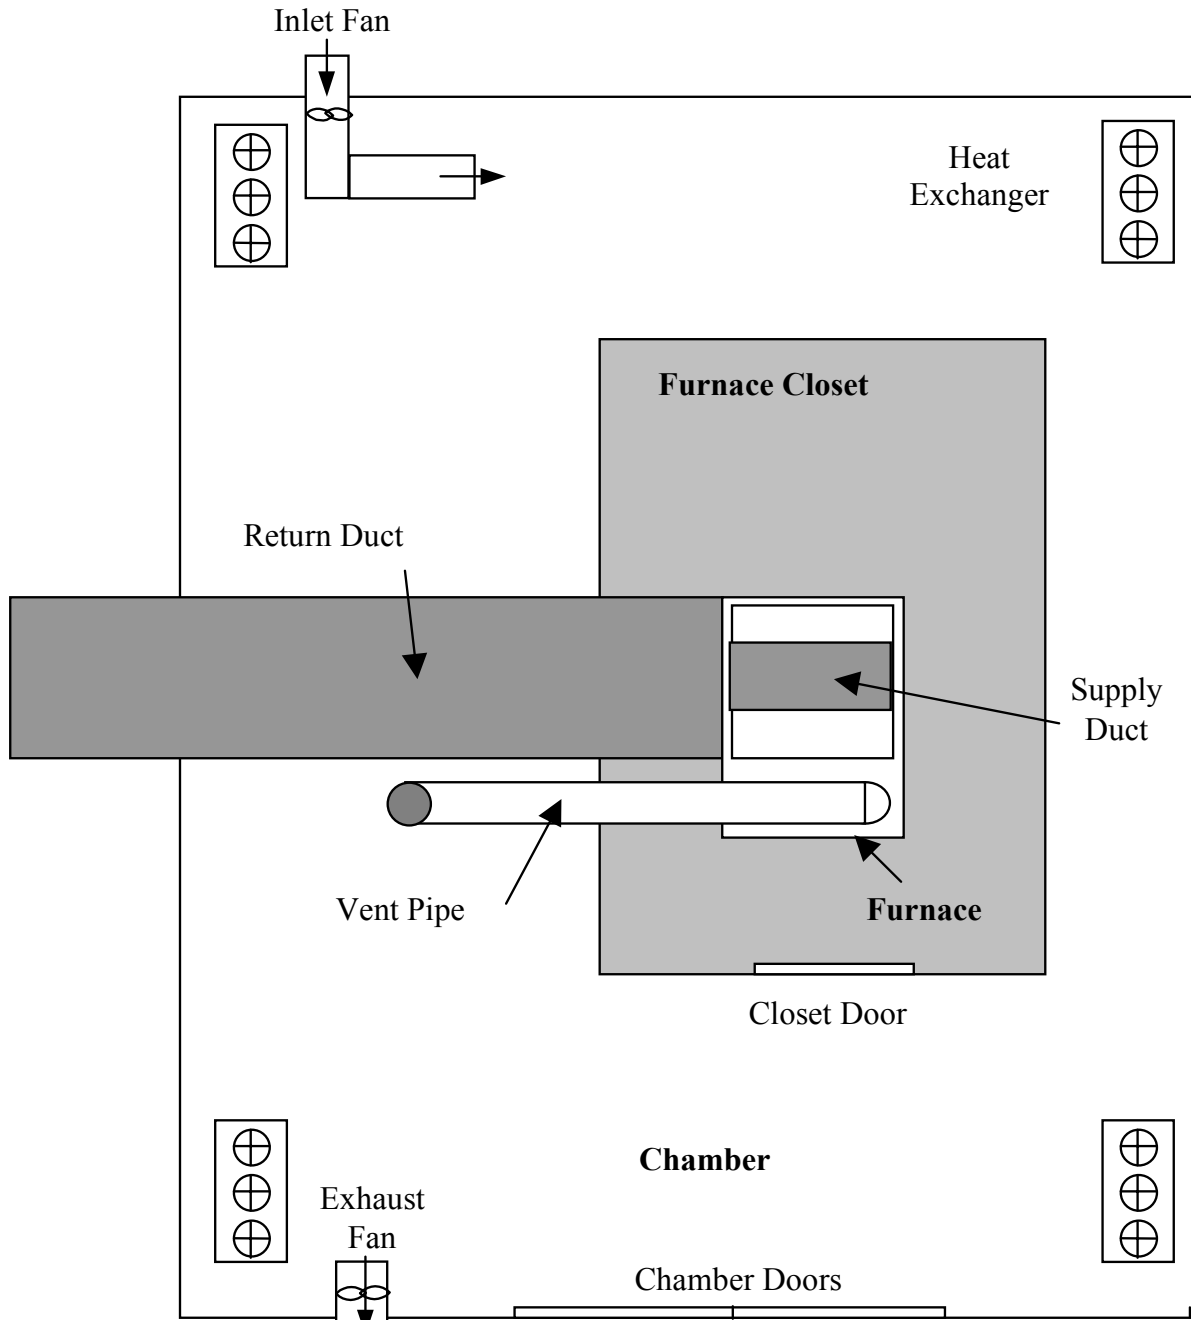 Inlet Fan
Heat
Exchanger
Furnace Closet
Return Duct
Supply
Duct
Vent Pipe
Furnace
Closet Door
Chamber
Exhaust
Fan
Chamber Doors